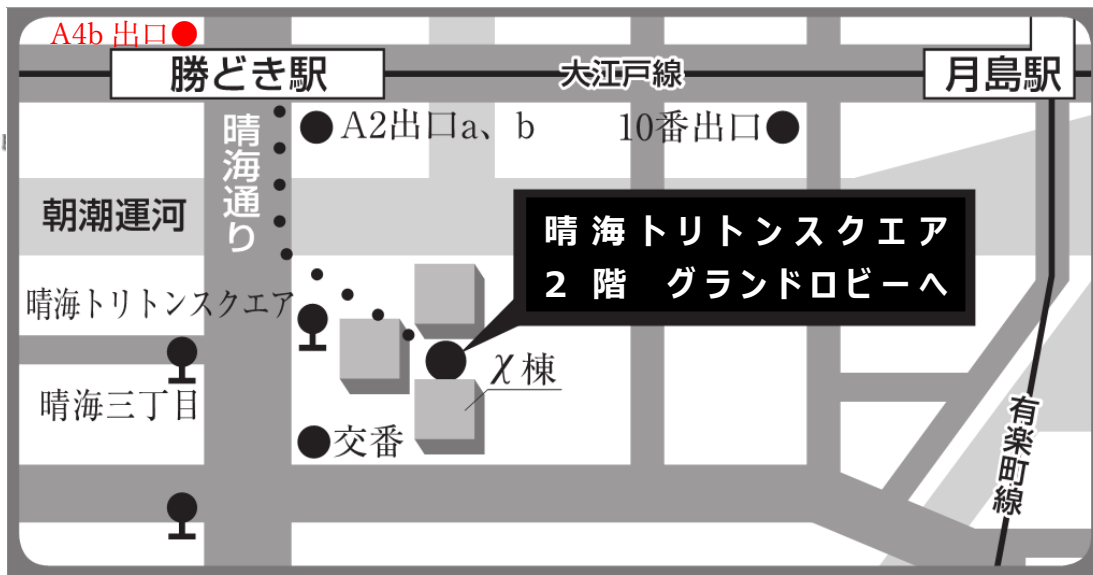 A4b 出口
勝どき駅
大江戸線
月島駅
A2出口a、b
10番出口
晴海通り
朝潮運河
晴海トリトンスクエア
2 階 グランドロビーへ
晴海トリトンスクエア
χ棟
晴海三丁目
有楽町線
交番